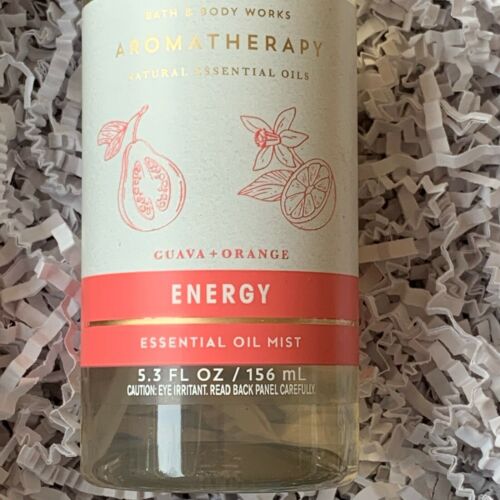 BATH & BODY WORKS
AROMATHERAPY
NATURAL ESSENTIAL OILS
GUAVA + ORANGE
ENERGY
ESSENTIAL OIL MIST
5.3 FL OZ / 156 mL
CAUTION: EYE IRRITANT. READ BACK PANEL CAREFULLY.